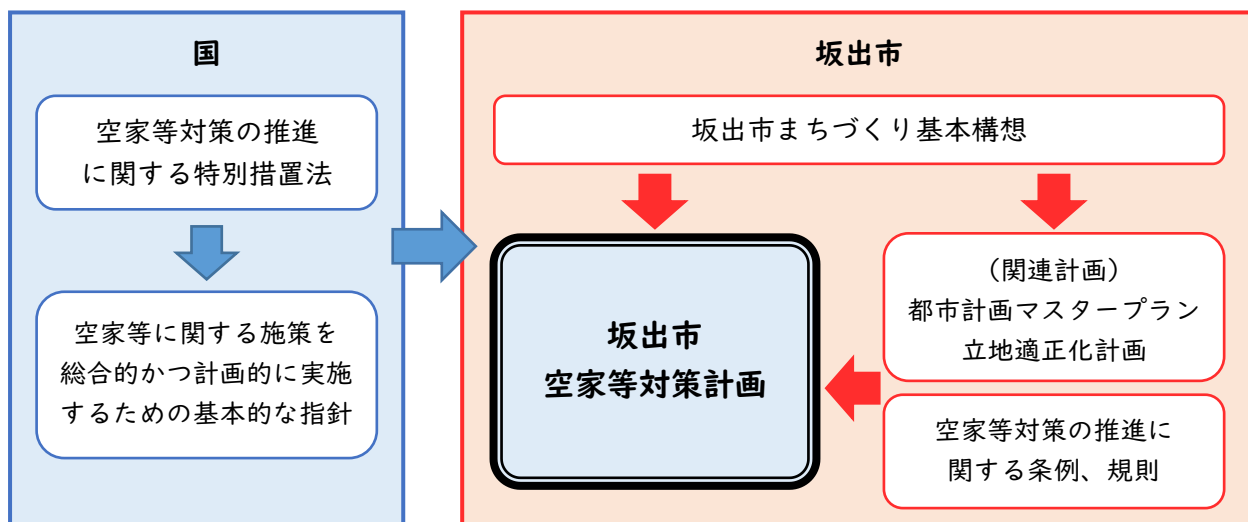 国
空家等対策の推進
に関する特別措置法
空家等に関する施策を
総合的かつ計画的に実施
するための基本的な指針
坂出市
坂出市まちづくり基本構想
坂出市
空家等対策計画
（関連計画）
都市計画マスタープラン
立地適正化計画
空家等対策の推進に
関する条例、規則